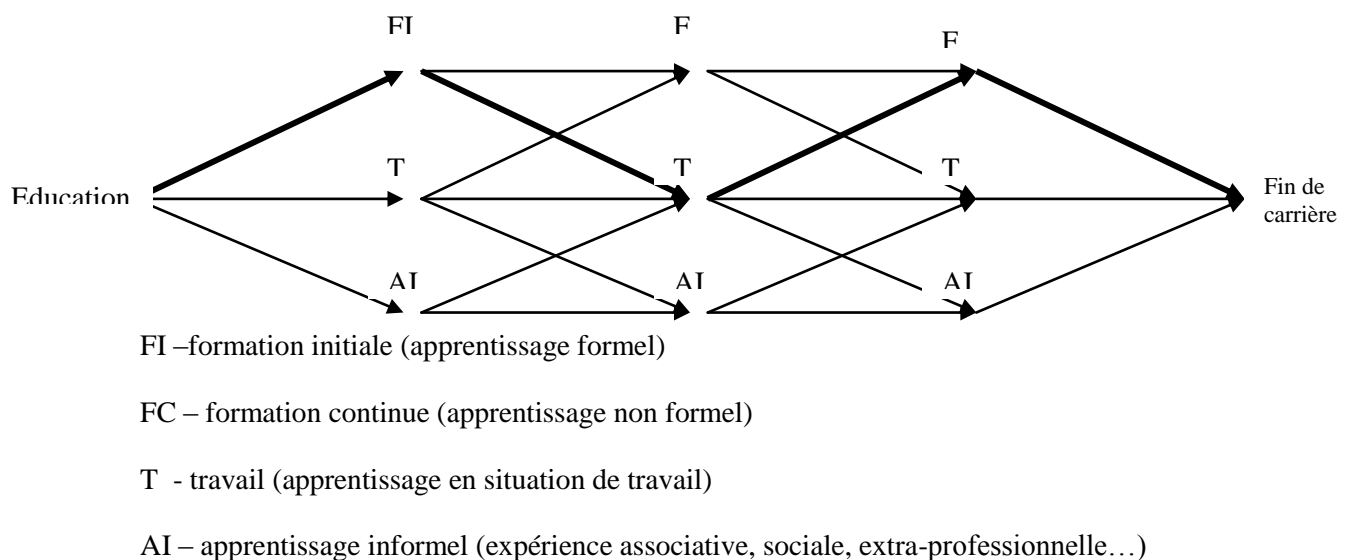 FI F F
T T T
Education Fin de
carrière
AI AI AI
FI –formation initiale (apprentissage formel)
FC – formation continue (apprentissage non formel)
T - travail (apprentissage en situation de travail)
AI – apprentissage informel (expérience associative, sociale, extra-professionnelle…)